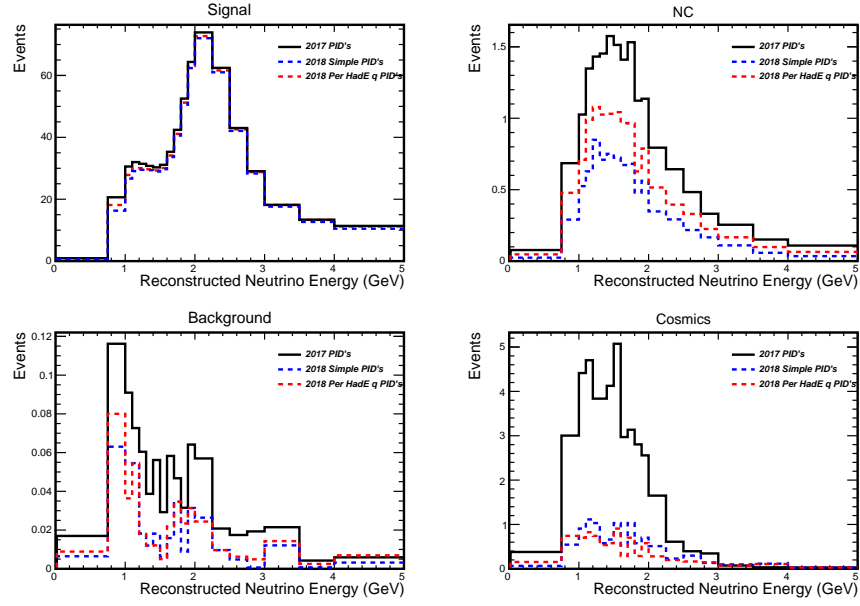 Signal
Events
60
40
20
0
2017 PID's
2018 Simple PID's
2018 Per HadE q PID's
0 1 2 3 4 5
Reconstructed Neutrino Energy (GeV)
NC
Events
1.5
1
0.5
0
2017 PID's
2018 Simple PID's
2018 Per HadE q PID's
0 1 2 3 4 5
Reconstructed Neutrino Energy (GeV)
Background
Events
0.12
0.1
0.08
0.06
0.04
0.02
0
2017 PID's
2018 Simple PID's
2018 Per HadE q PID's
0 1 2 3 4 5
Reconstructed Neutrino Energy (GeV)
Cosmics
Events
5
4
3
2
1
0
2017 PID's
2018 Simple PID's
2018 Per HadE q PID's
0 1 2 3 4 5
Reconstructed Neutrino Energy (GeV)